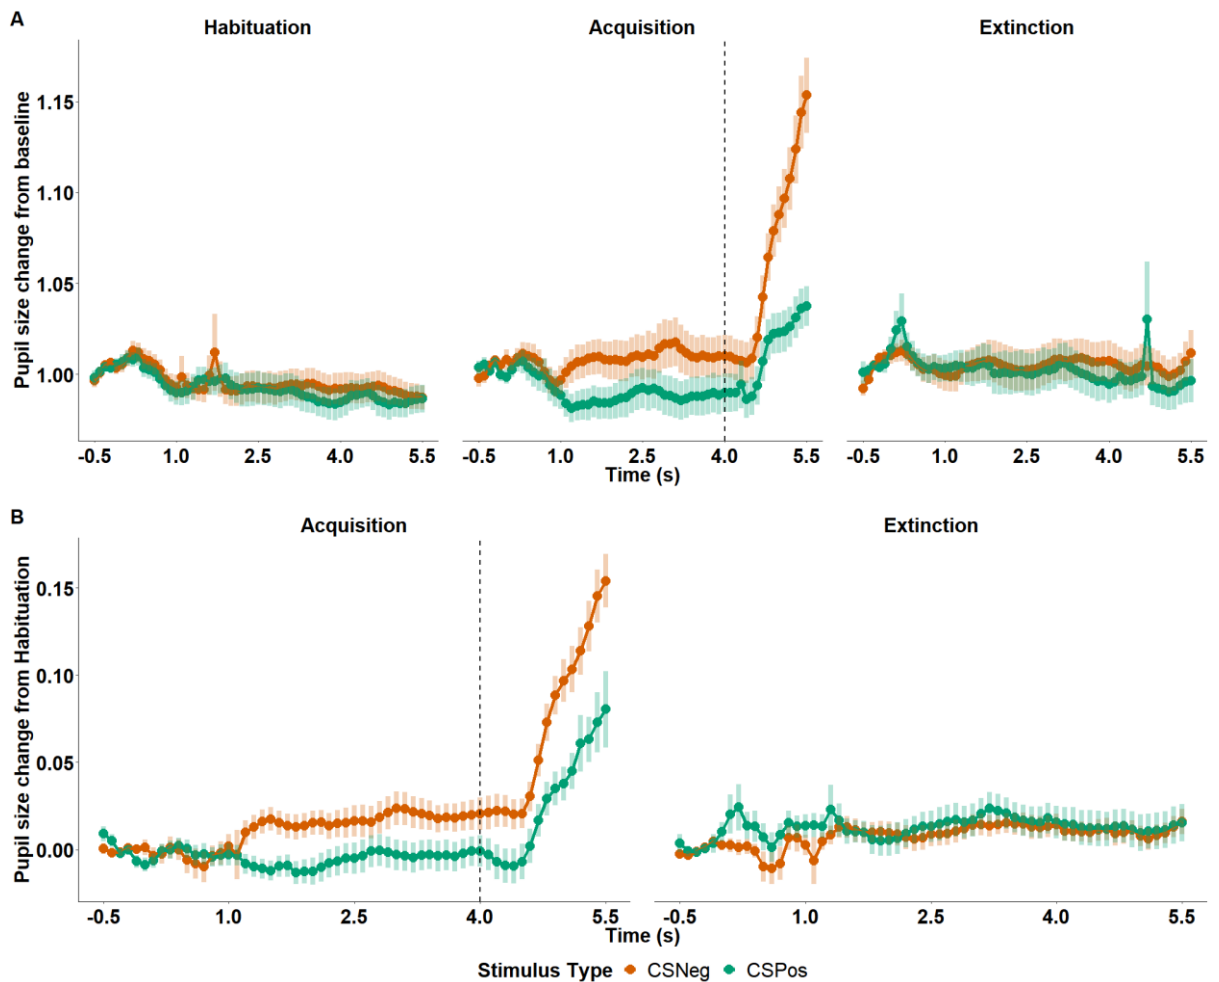 A
Habituation Acquisition Extinction
Pupil size change from baseline
1.15
1.10
1.05
1.00
-0.5 1.0 2.5 4.0 5.5 -0.5 1.0 2.5 4.0 5.5 -0.5 1.0 2.5 4.0 5.5
Time (s)
B
Acquisition Extinction
Pupil size change from Habituation
0.15
0.10
0.05
0.00
-0.5 1.0 2.5 4.0 5.5 -0.5 1.0 2.5 4.0 5.5
Time (s)
Stimulus Type CSNeg CSPos